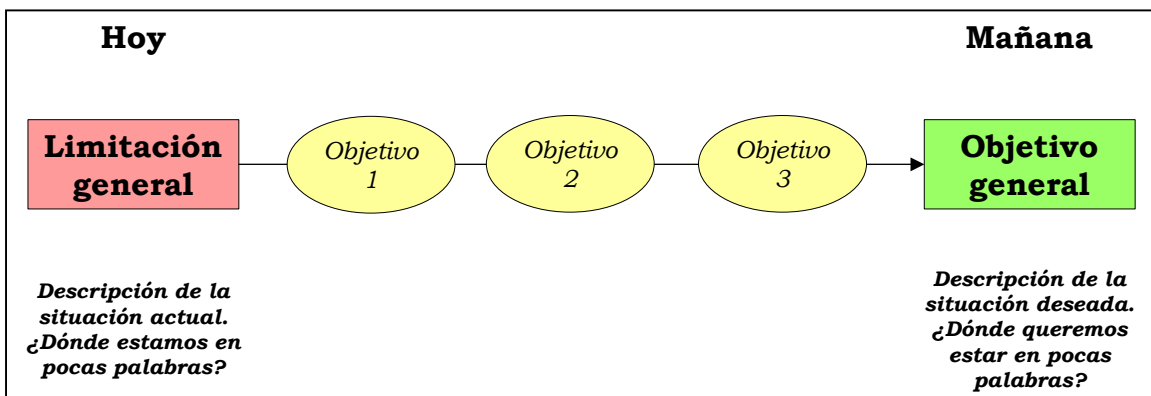 Hoy
Mañana
Limitación
general
Objetivo
1
Objetivo
2
Objetivo
3
Objetivo
general
Descripción de la
situación actual.
¿Dónde estamos en
pocas palabras?
Descripción de la
situación deseada.
¿Dónde queremos
estar en pocas
palabras?